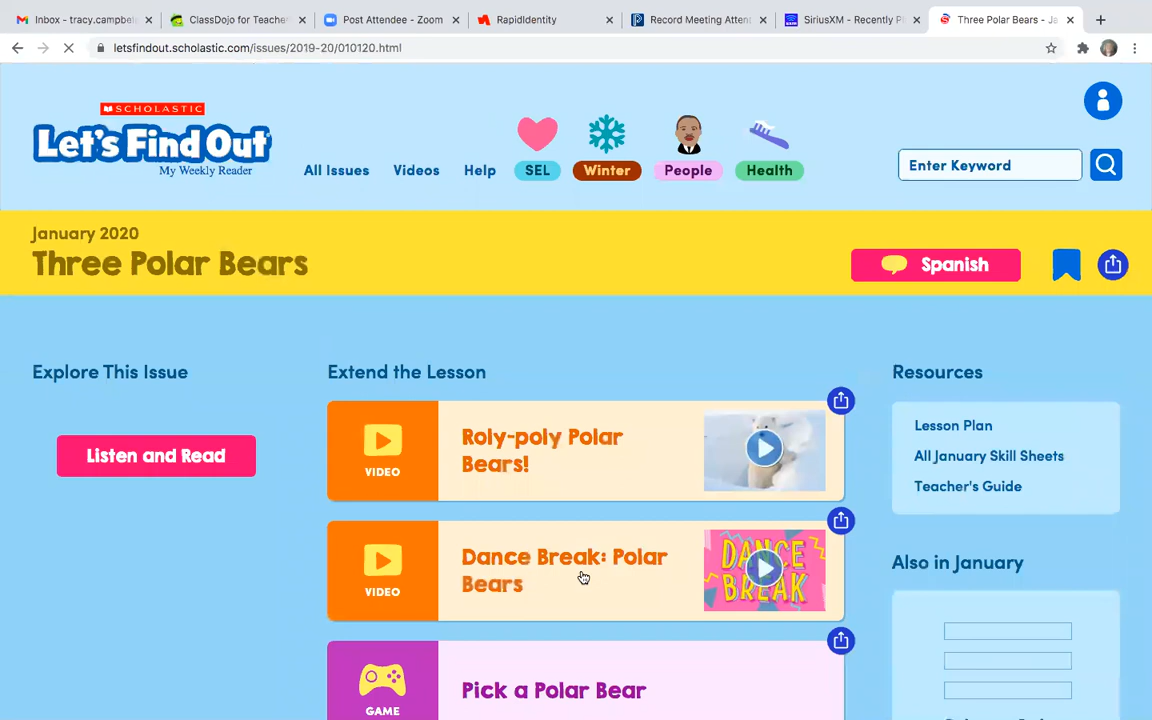 Inbox - tracy.campbe
ClassDojo for Teache
Post Attendee - Zoom
RapidIdentity
Record Meeting Atten
SiriusXM - Recently P
Three Polar Bears - Ja
letsfindout.scholastic.com/issues/2019-20/010120.html
SCHOLASTIC
Let's Find Out
My Weekly Reader
All Issues
Videos
Help
SEL
Winter
People
Health
Enter Keyword
January 2020
Three Polar Bears
Spanish
Explore This Issue
Listen and Read
Extend the Lesson
VIDEO
Roly-poly Polar
Bears!
VIDEO
Dance Break: Polar
Bears
DANCE
BREAK
GAME
Pick a Polar Bear
Resources
Lesson Plan
All January Skill Sheets
Teacher's Guide
Also in January